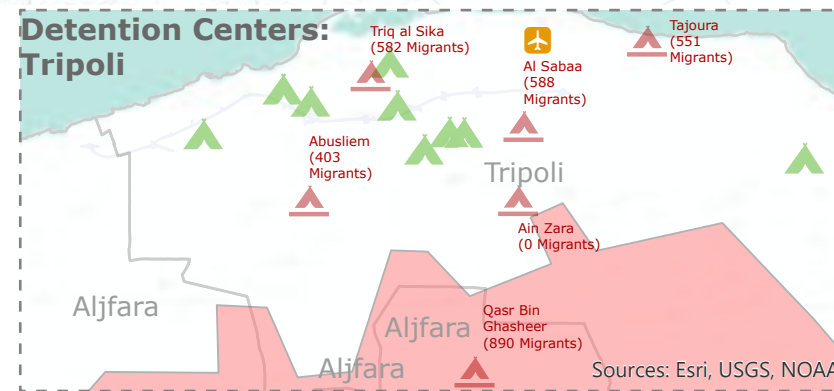 Detention Centers:
Tripoli
Triq al Sika
(582 Migrants)
Tajoura
(551
Migrants)
Al Sabaa
(588
Migrants)
Abusliem
(403
Migrants)
Tripoli
Ain Zara
(0 Migrants)
Aljfara
Qasr Bin
Ghasheer
(890 Migrants)
Aljfara
Aljfara
Sources: Esri, USGS, NOAA